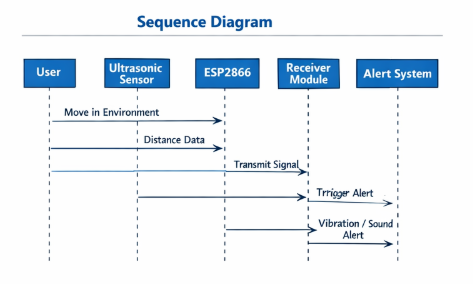 Sequence Diagram
User
Ultrasonic
Sensor
ESP2866
Receiver
Module
Alert System
Move in Environment
Distance Data
Transmit Signal
Trrigger Alert
Vibration / Sound
Alert